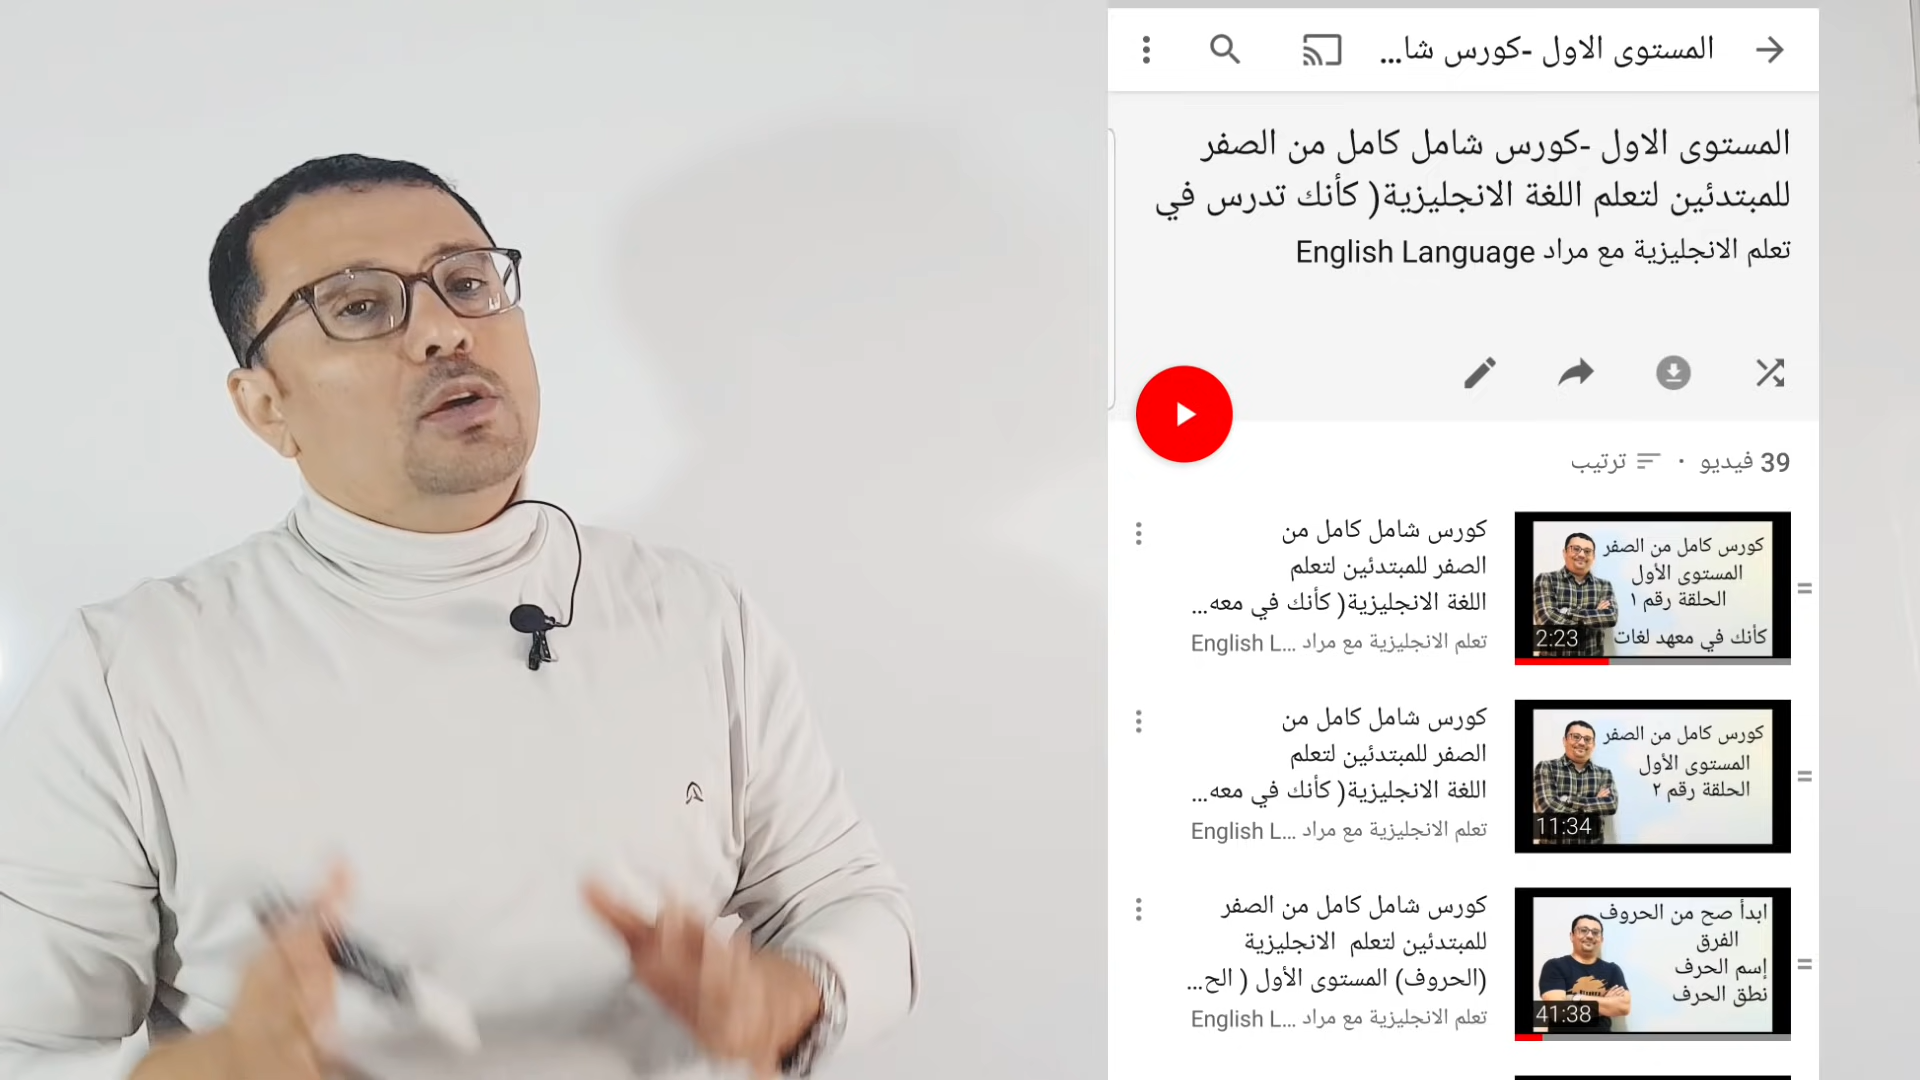 المستوى الاول -كورس شا...
المستوى الاول -كورس شامل كامل من الصفر
للمبتدئين لتعلم اللغة الانجليزية( كأنك تدرس في
تعلم الانجليزية مع مراد English Language
39 فيديو · ترتيب
كورس شامل كامل من
الصفر للمبتدئين لتعلم
اللغة الانجليزية( كأنك في معه...
تعلم الانجليزية مع مراد English L...
كورس كامل من الصفر
المستوى الأول
الحلقة رقم ١
كأنك في معهد لغات
2:23
كورس شامل كامل من
الصفر للمبتدئين لتعلم
اللغة الانجليزية( كأنك في معه...
تعلم الانجليزية مع مراد English L...
كورس كامل من الصفر
المستوى الأول
الحلقة رقم ٢
11:34
كورس شامل كامل من الصفر
للمبتدئين لتعلم الانجليزية
(الحروف) المستوى الأول ( الح...
تعلم الانجليزية مع مراد English L...
ابدأ صح من الحروف
الفرق
إسم الحرف
نطق الحرف
41:38